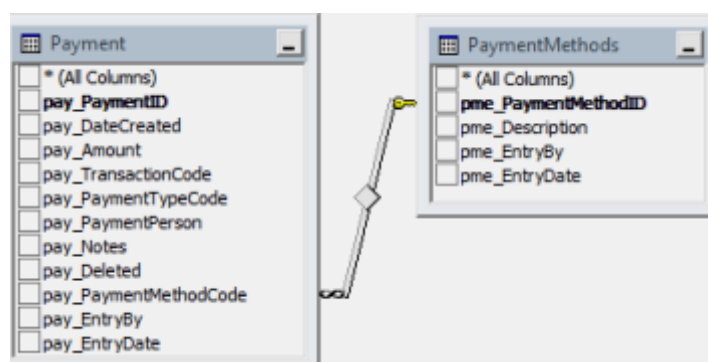 Payment
* (All Columns)
pay_PaymentID
pay_DateCreated
pay_Amount
pay_TransactionCode
pay_PaymentTypeCode
pay_PaymentPerson
pay_Notes
pay_Deleted
pay_PaymentMethodCode
pay_EntryBy
pay_EntryDate
PaymentMethods
* (All Columns)
pme_PaymentMethodID
pme_Description
pme_EntryBy
pme_EntryDate